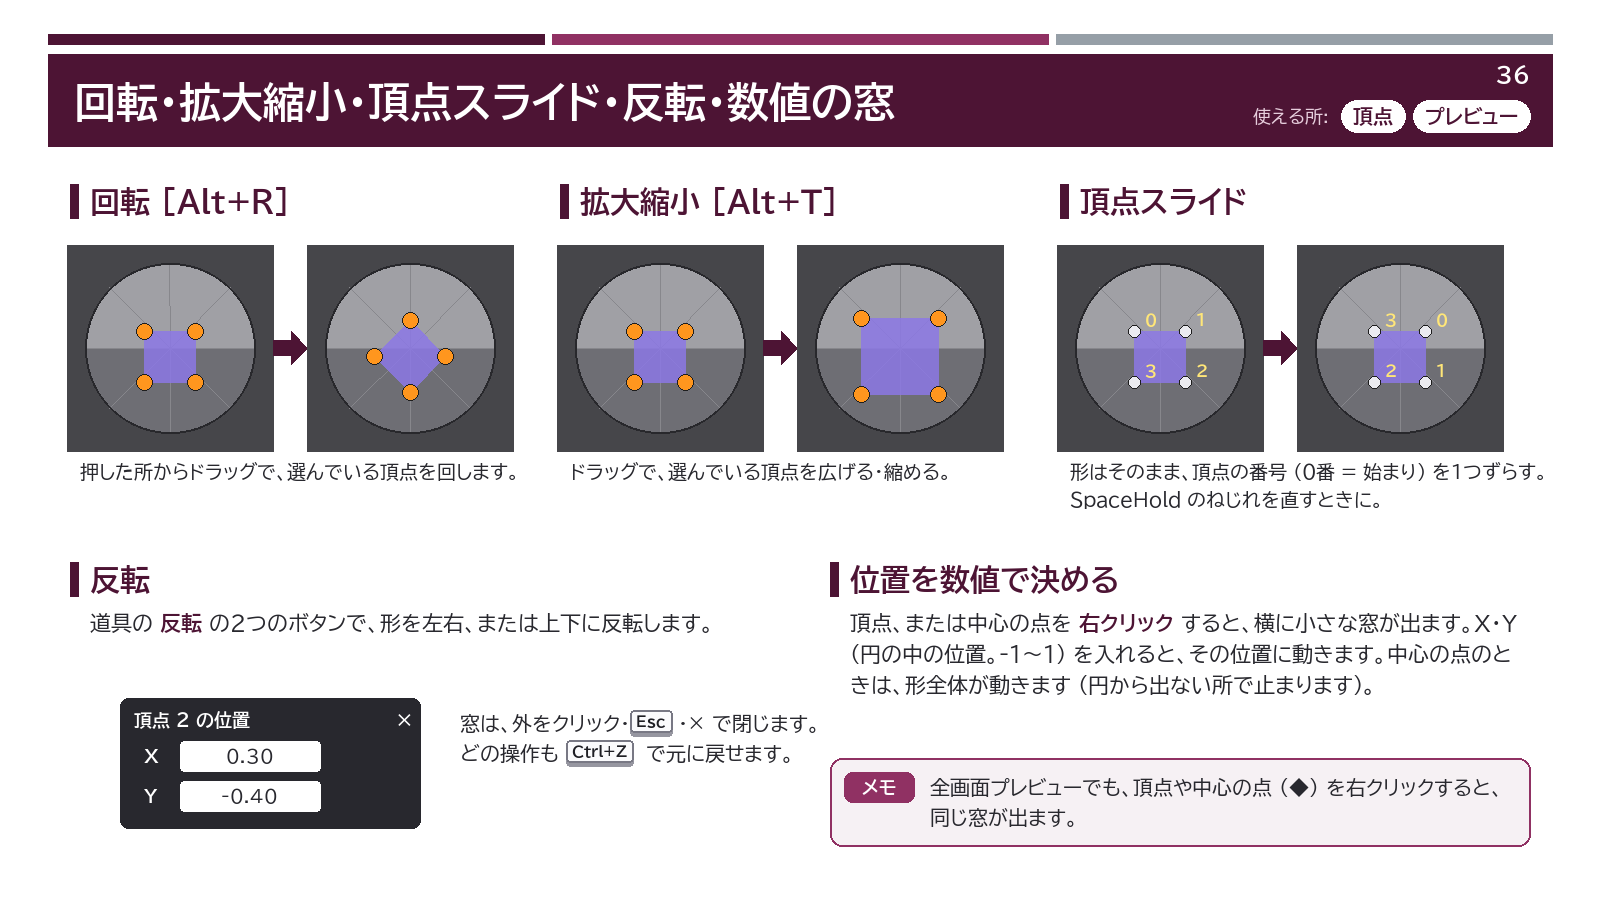 回転・拡大縮小・頂点スライド・反転・数値の窓
36
使える所: 頂点 プレビュー
回転 [Alt+R]
拡大縮小 [Alt+T]
頂点スライド
0 1
3 2
3 0
2 1
押した所からドラッグで、選んでいる頂点を回します。
ドラッグで、選んでいる頂点を広げる・縮める。
形はそのまま、頂点の番号 (0番 = 始まり) を1つずらす。
SpaceHold のねじれを直すときに。
反転
道具の 反転 の2つのボタンで、形を左右、または上下に反転します。
頂点 2 の位置 ×
X 0.30
Y -0.40
窓は、外をクリック・Esc ・× で閉じます。
どの操作も Ctrl+Z で元に戻せます。
位置を数値で決める
頂点、または中心の点を 右クリック すると、横に小さな窓が出ます。X・Y
(円の中の位置。-1～1) を入れると、その位置に動きます。中心の点のと
きは、形全体が動きます (円から出ない所で止まります)。
メモ 全画面プレビューでも、頂点や中心の点 (◆) を右クリックすると、
同じ窓が出ます。